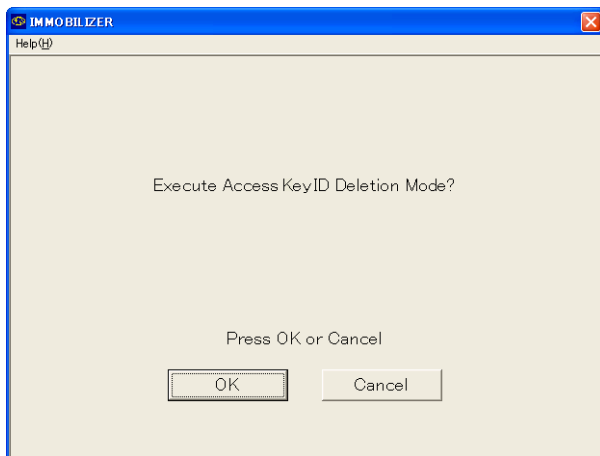 IMMOBILIZER
Help(H)
Execute Access KeyID Deletion Mode?
Press OK or Cancel
OK Cancel